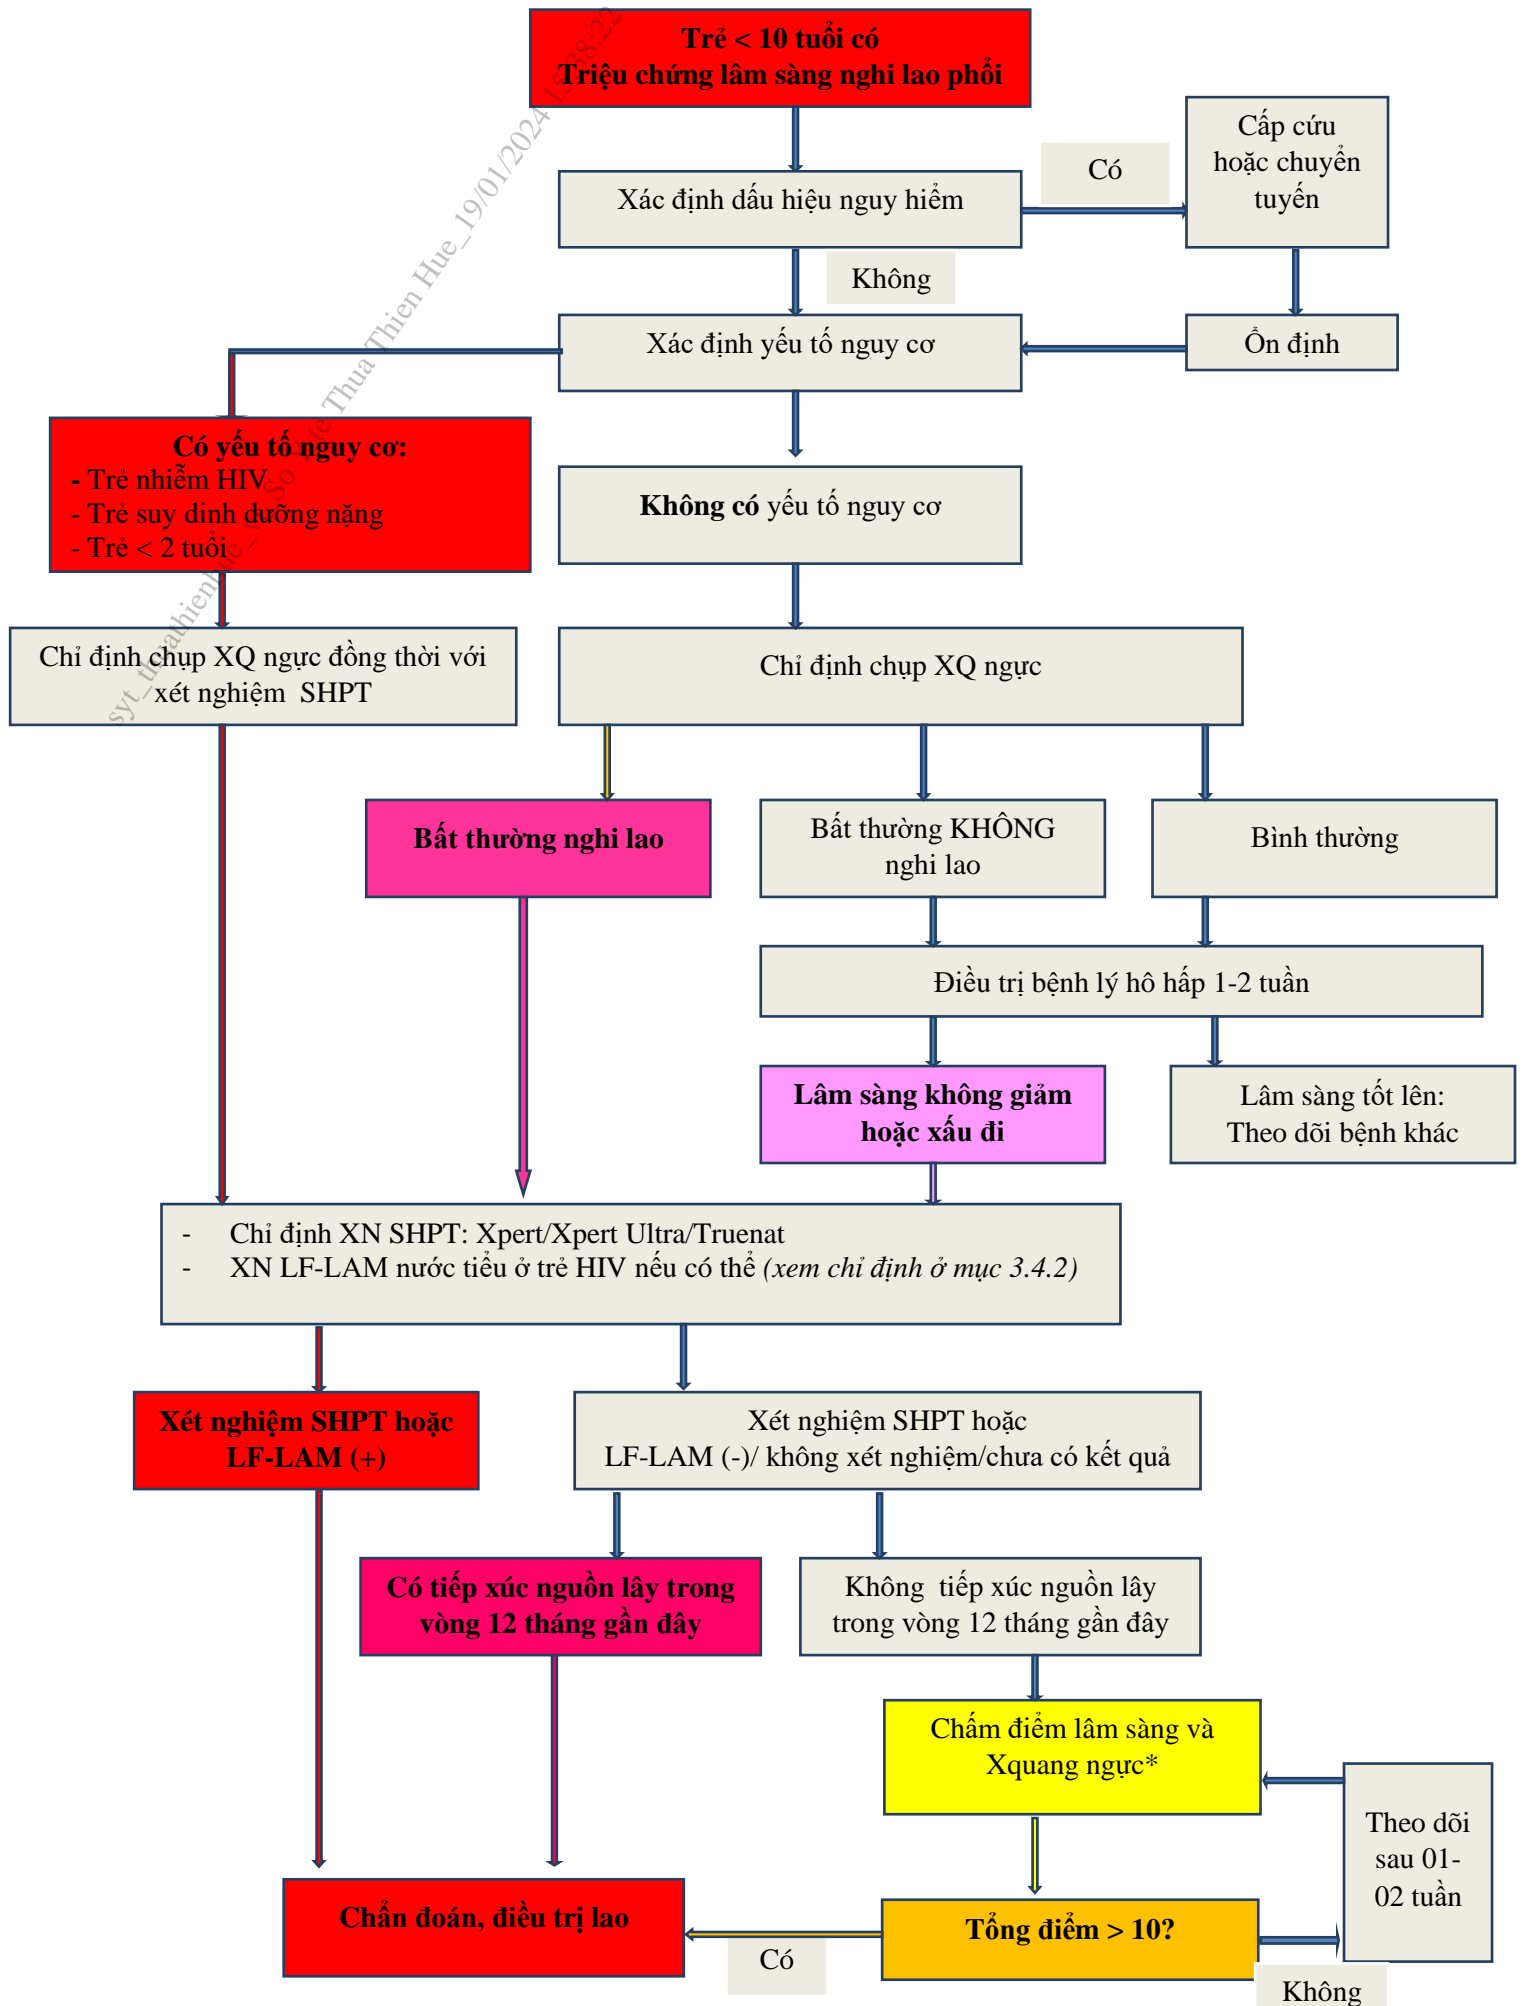 Trẻ < 10 tuổi có
Triệu chứng lâm sàng nghi lao phổi
Cấp cứu
hoặc chuyển
tuyến
Có
Xác định dấu hiệu nguy hiểm
Không
Xác định yếu tố nguy cơ
Ổn định
Có yếu tố nguy cơ:
- Trẻ nhiễm HIV
- Trẻ suy dinh dưỡng nặng
- Trẻ < 2 tuổi
Không có yếu tố nguy cơ
Chỉ định chụp XQ ngực đồng thời với
xét nghiệm SHPT
Chỉ định chụp XQ ngực
Bất thường nghi lao
Bất thường KHÔNG
nghi lao
Bình thường
Điều trị bệnh lý hô hấp 1-2 tuần
Lâm sàng không giảm
hoặc xấu đi
Lâm sàng tốt lên:
Theo dõi bệnh khác
- Chỉ định XN SHPT: Xpert/Xpert Ultra/Truenat
- XN LF-LAM nước tiểu ở trẻ HIV nếu có thể (xem chỉ định ở mục 3.4.2)
Xét nghiệm SHPT hoặc
LF-LAM (+)
Xét nghiệm SHPT hoặc
LF-LAM (-)/ không xét nghiệm/chưa có kết quả
Có tiếp xúc nguồn lây trong
vòng 12 tháng gần đây
Không tiếp xúc nguồn lây
trong vòng 12 tháng gần đây
Chấm điểm lâm sàng và
Xquang ngực*
Theo dõi
sau 01-
02 tuần
Chẩn đoán, điều trị lao
Có
Tổng điểm > 10?
Không